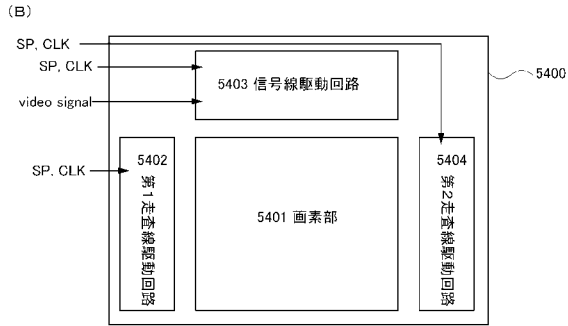 (B)
SP, CLK
SP, CLK
5403 信号線駆動回路
5400
video signal
5402
5404
SP, CLK
第1走査線駆動回路
5401 画素部
第2走査線駆動回路